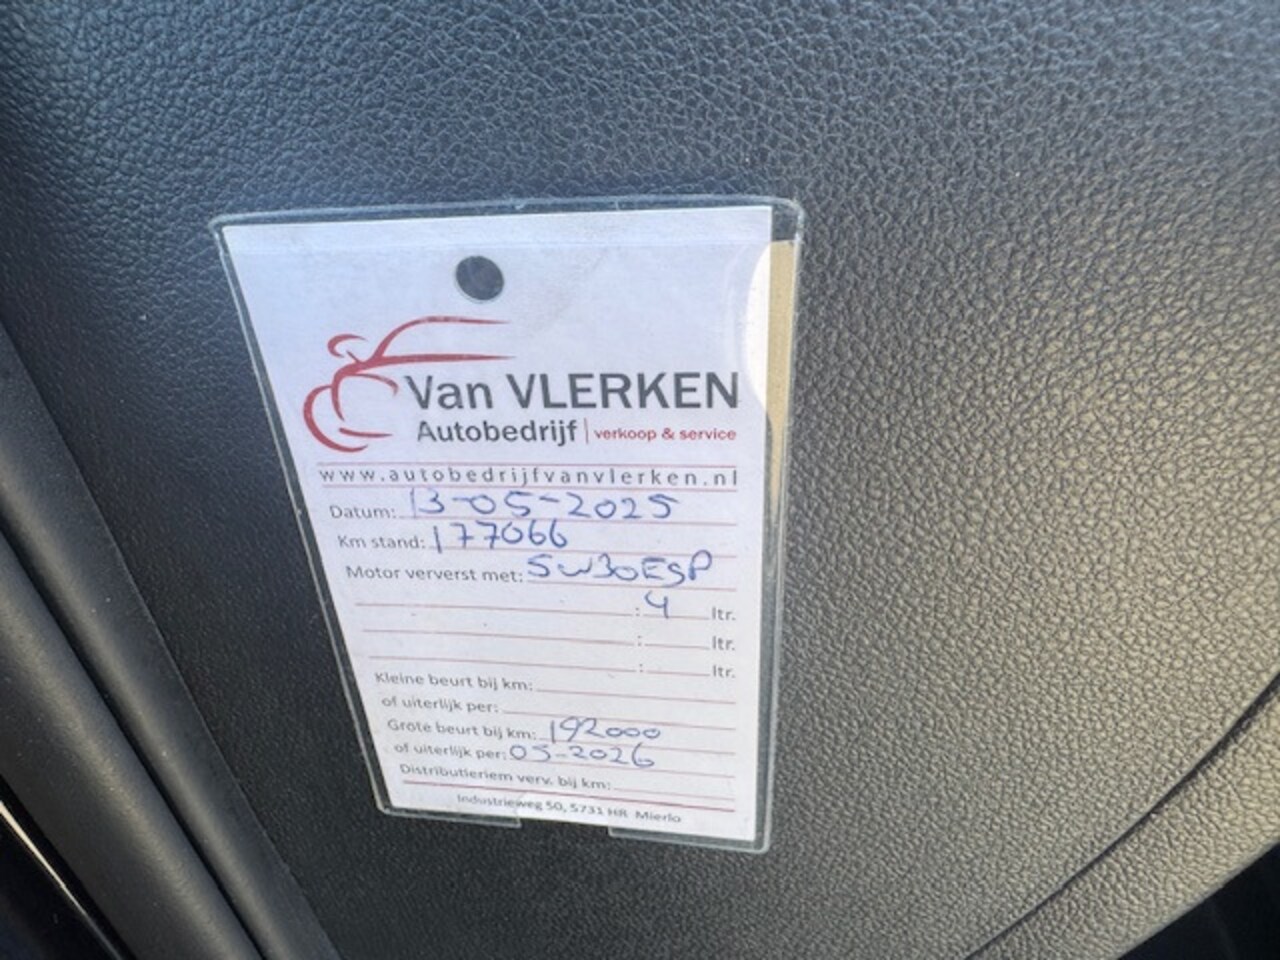 Van VLERKEN
Autobedrijf | verkoop & service
www.autobedrijfvanvlerken.nl
Datum: 13-05-2025
Km stand: 177066
Motor ververst met: 5W30ESP
: 4 ltr.
: ltr.
: ltr.
Kleine beurt bij km:
of uiterlijk per:
Grote beurt bij km: 192000
of uiterlijk per: 05-2026
Distributieriem verv. bij km:
Industrieweg 50, 5731 HR Mierlo